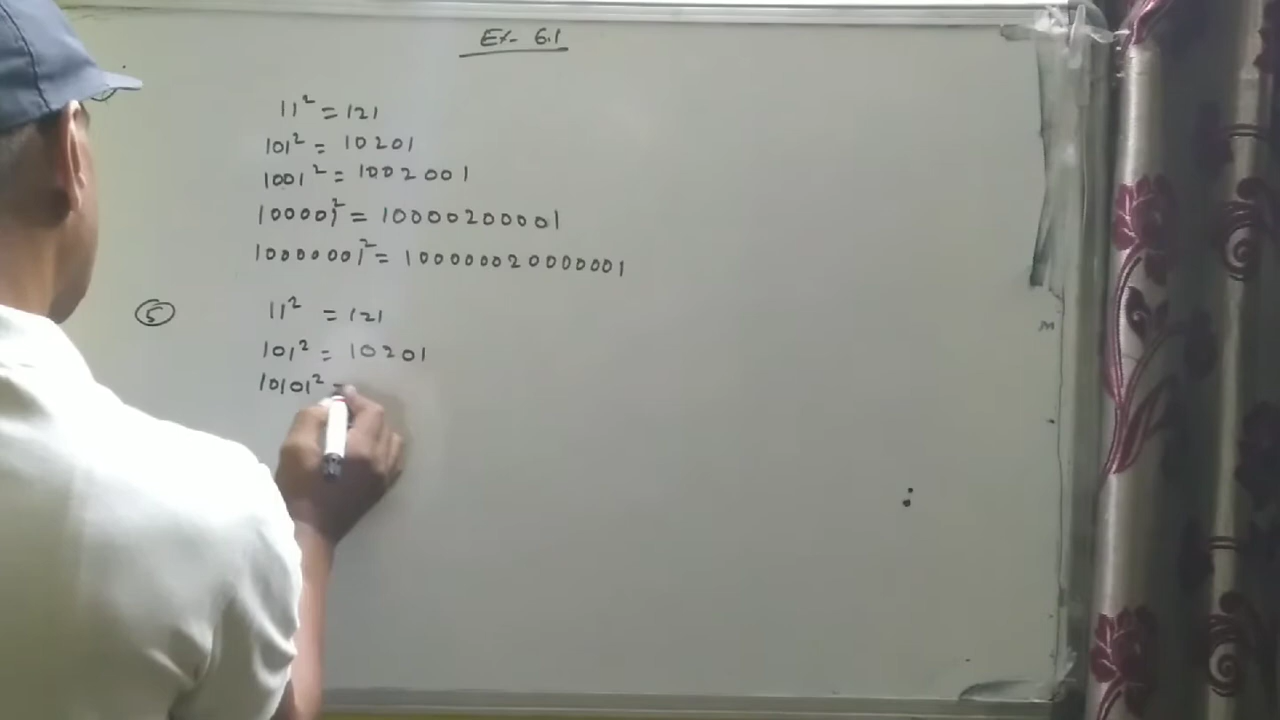 Ex- 6.1
11² = 121
101² = 10201
1001² = 1002001
100001² = 10000200001
10000001² = 100000020000001
⑤ 11² = 121
101² = 10201
10101² =